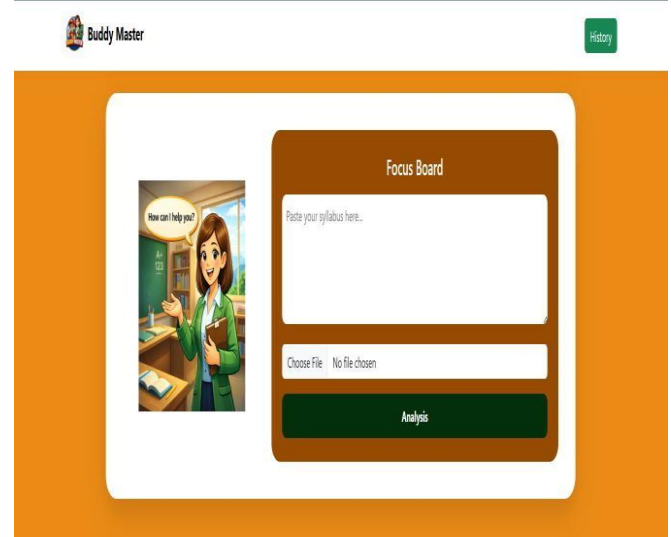 Buddy Master
History
Focus Board
How can I help you?
Paste your syllabus here...
A+
123
Choose File No file chosen
Analysis